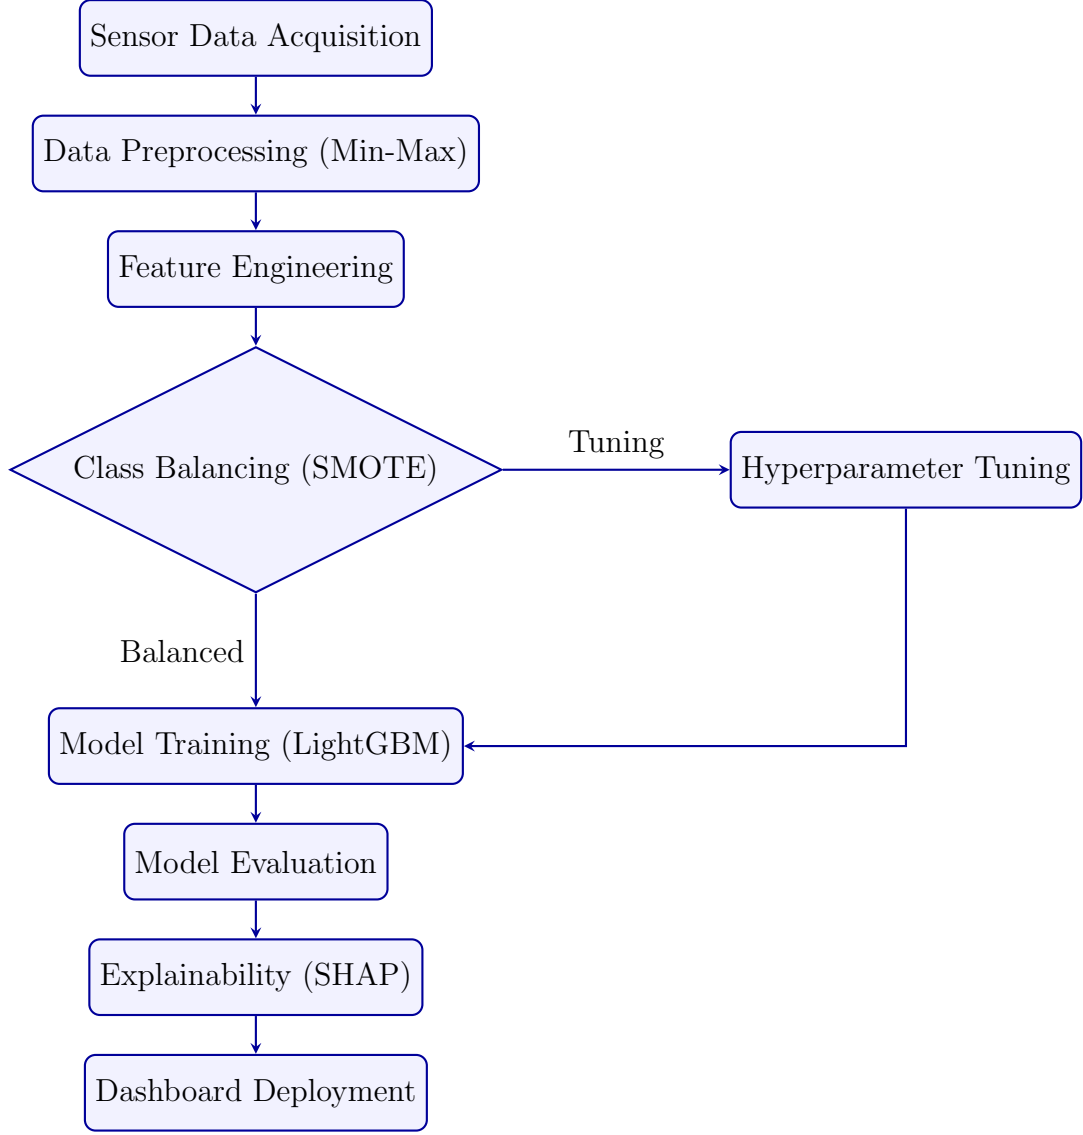 Sensor Data Acquisition
Data Preprocessing (Min-Max)
Feature Engineering
Class Balancing (SMOTE)
Tuning
Hyperparameter Tuning
Balanced
Model Training (LightGBM)
Model Evaluation
Explainability (SHAP)
Dashboard Deployment